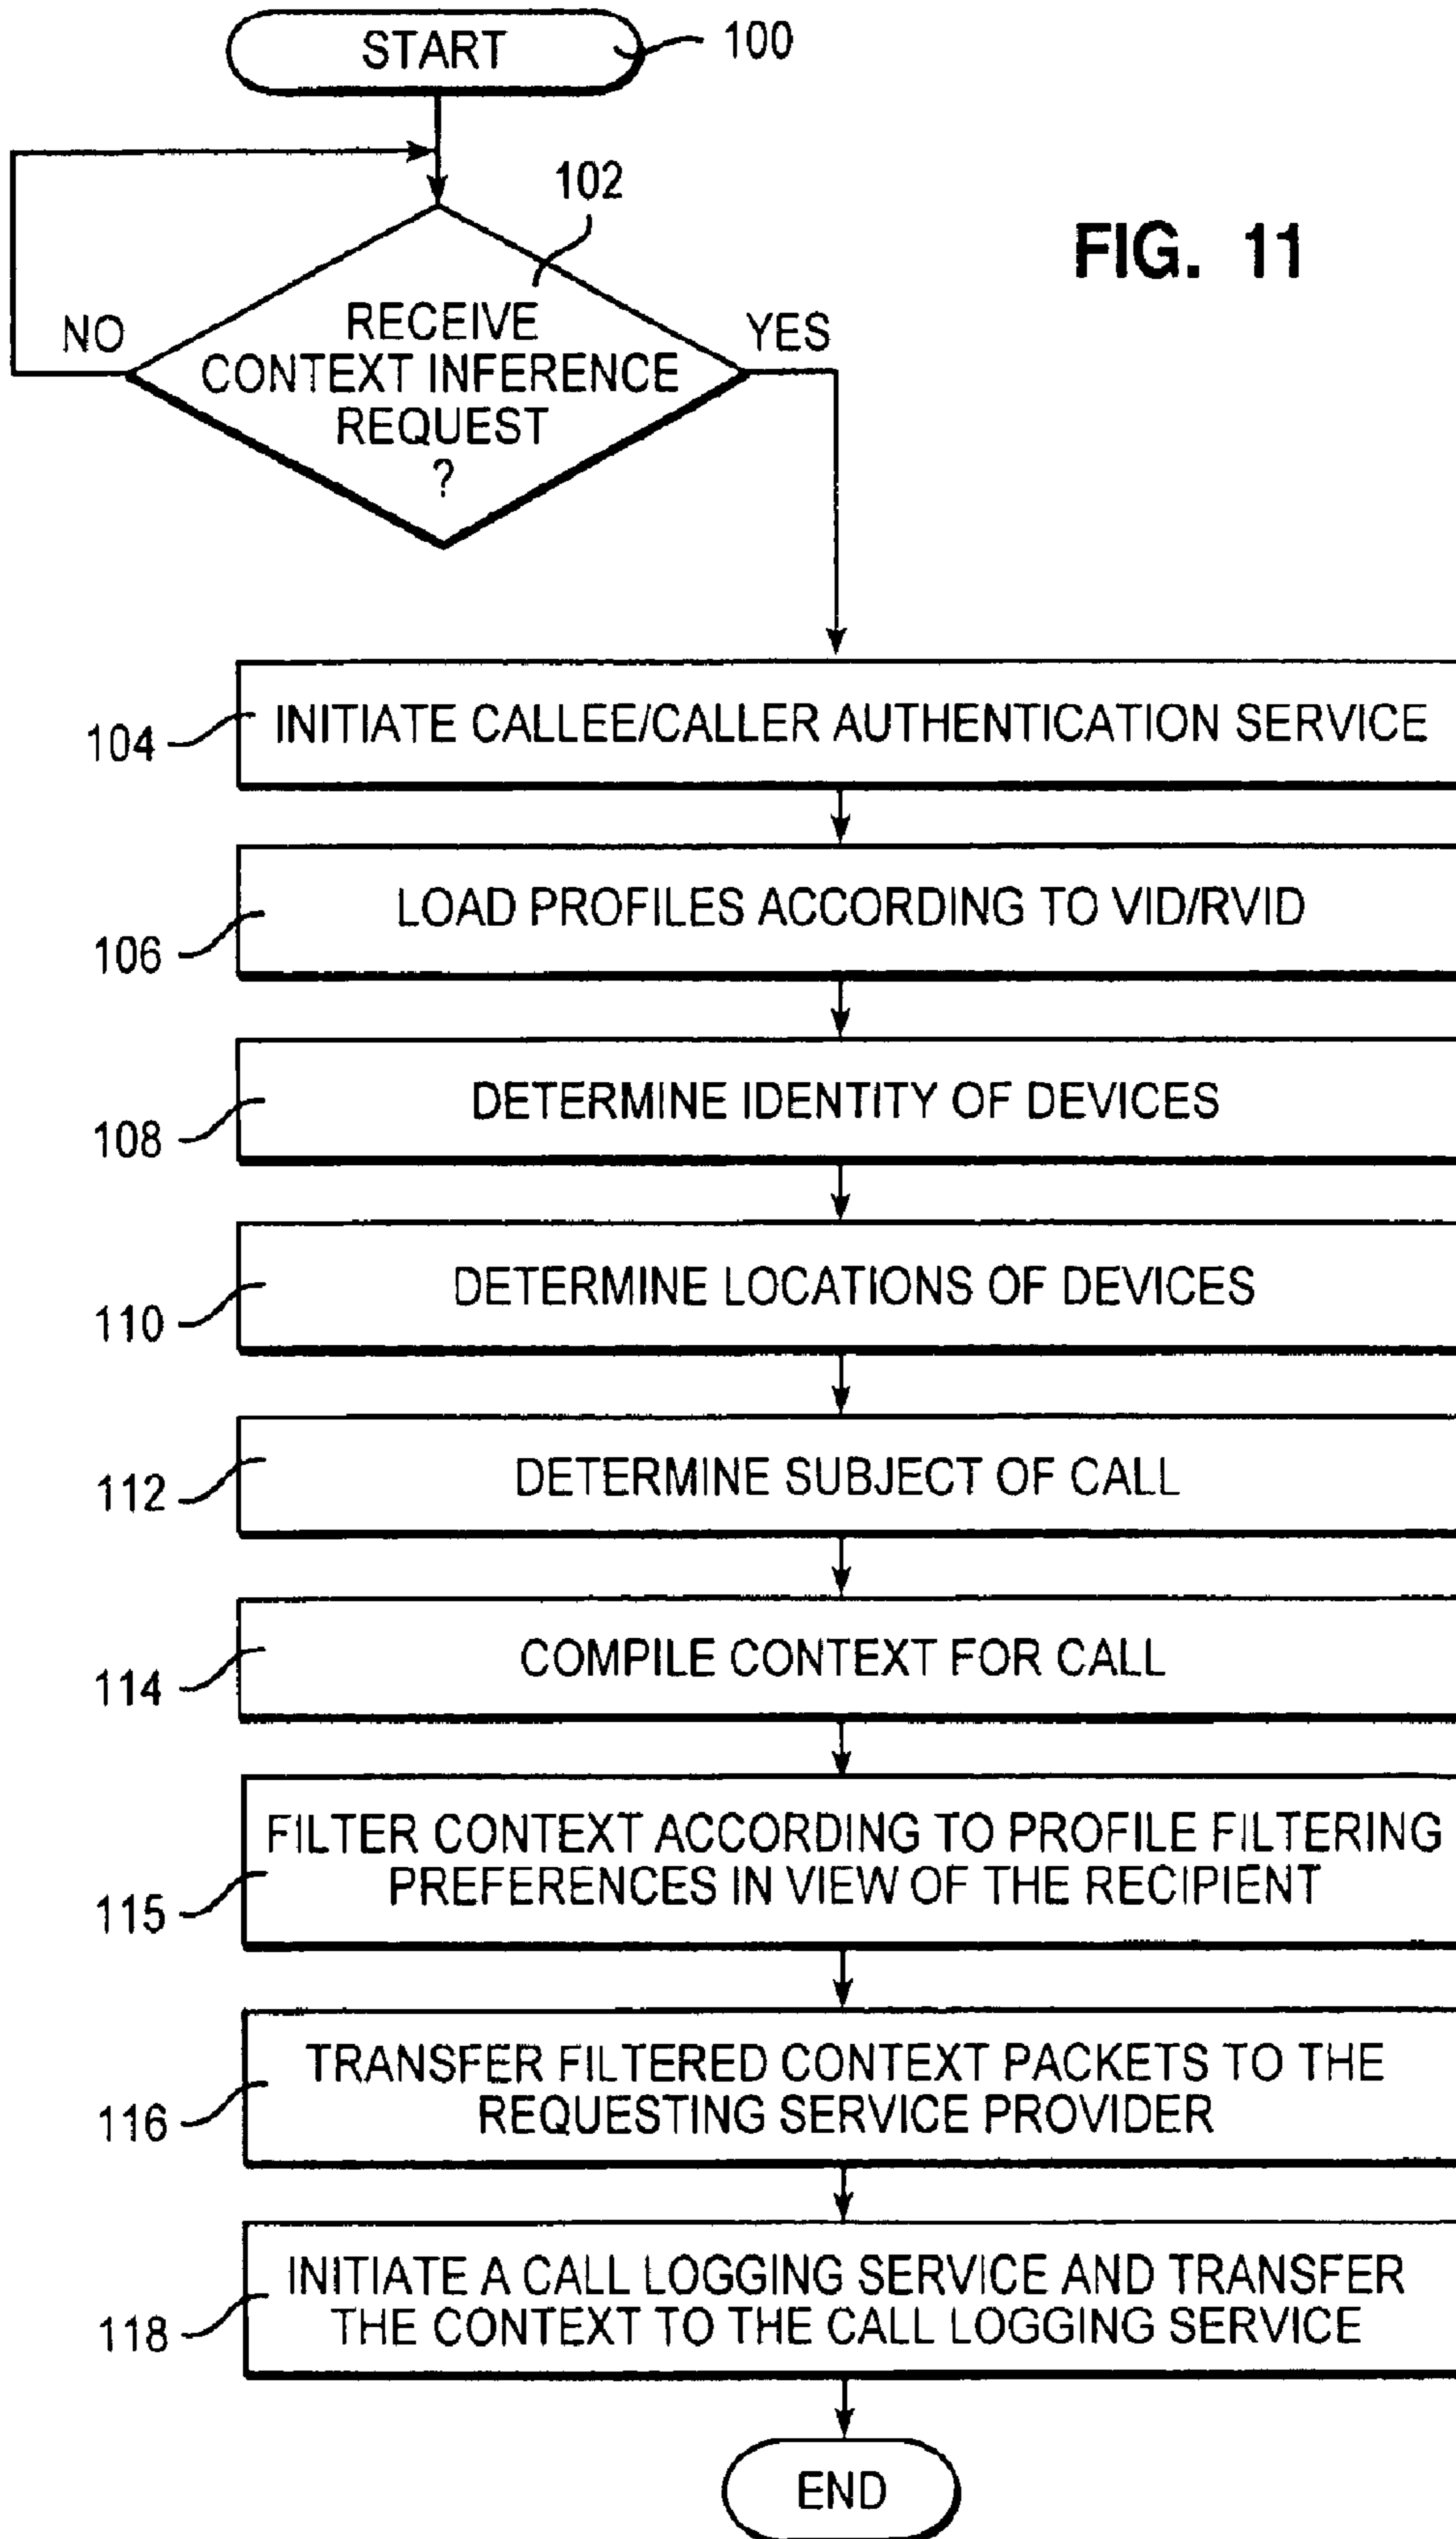 START
100
102
FIG. 11
NO
YES
RECEIVE
CONTEXT INFERENCE
REQUEST
?
104
INITIATE CALLEE/CALLER AUTHENTICATION SERVICE
106
LOAD PROFILES ACCORDING TO VID/RVID
108
DETERMINE IDENTITY OF DEVICES
110
DETERMINE LOCATIONS OF DEVICES
112
DETERMINE SUBJECT OF CALL
114
COMPILE CONTEXT FOR CALL
115
FILTER CONTEXT ACCORDING TO PROFILE FILTERING
PREFERENCES IN VIEW OF THE RECIPIENT
116
TRANSFER FILTERED CONTEXT PACKETS TO THE
REQUESTING SERVICE PROVIDER
118
INITIATE A CALL LOGGING SERVICE AND TRANSFER
THE CONTEXT TO THE CALL LOGGING SERVICE
END